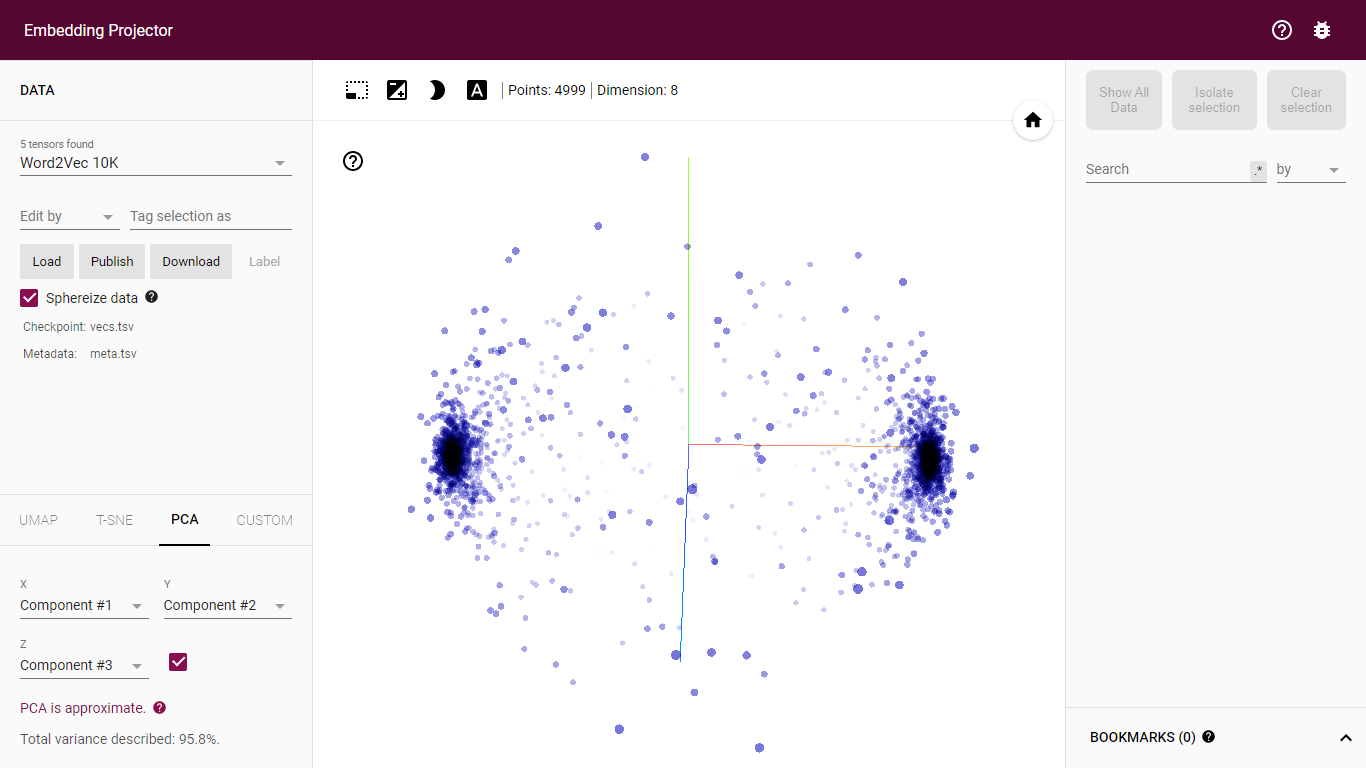 Embedding Projector
DATA
5 tensors found
Word2Vec 10K
Edit by
Tag selection as
Load
Publish
Download
Label
Sphereize data
Checkpoint: vecs.tsv
Metadata: meta.tsv
UMAP
T-SNE
PCA
CUSTOM
X
Component #1
Y
Component #2
Z
Component #3
PCA is approximate.
Total variance described: 95.8%.
A
Points: 4999
Dimension: 8
Show All
Data
Isolate
selection
Clear
selection
Search
.*
by
BOOKMARKS (0)